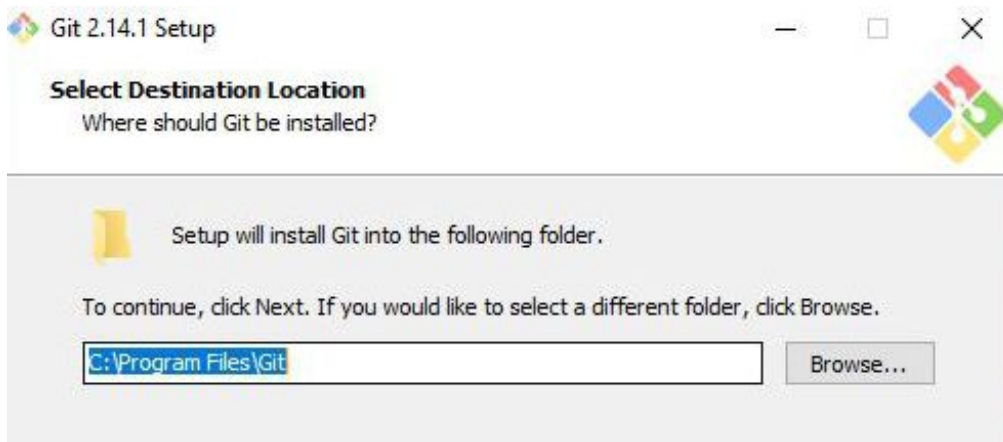 Git 2.14.1 Setup
Select Destination Location
Where should Git be installed?
Setup will install Git into the following folder.
To continue, click Next. If you would like to select a different folder, click Browse.
C:\Program Files\Git
Browse...